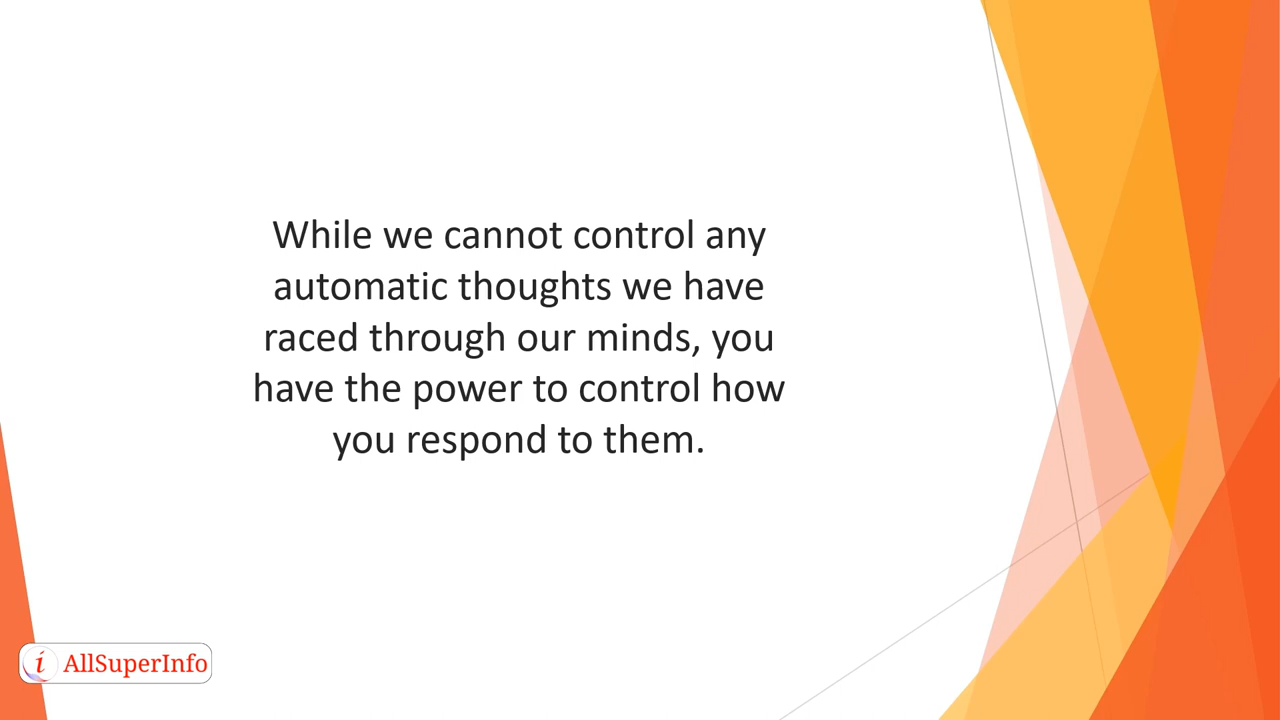 While we cannot control any
automatic thoughts we have
raced through our minds, you
have the power to control how
you respond to them.
i AllSuperInfo